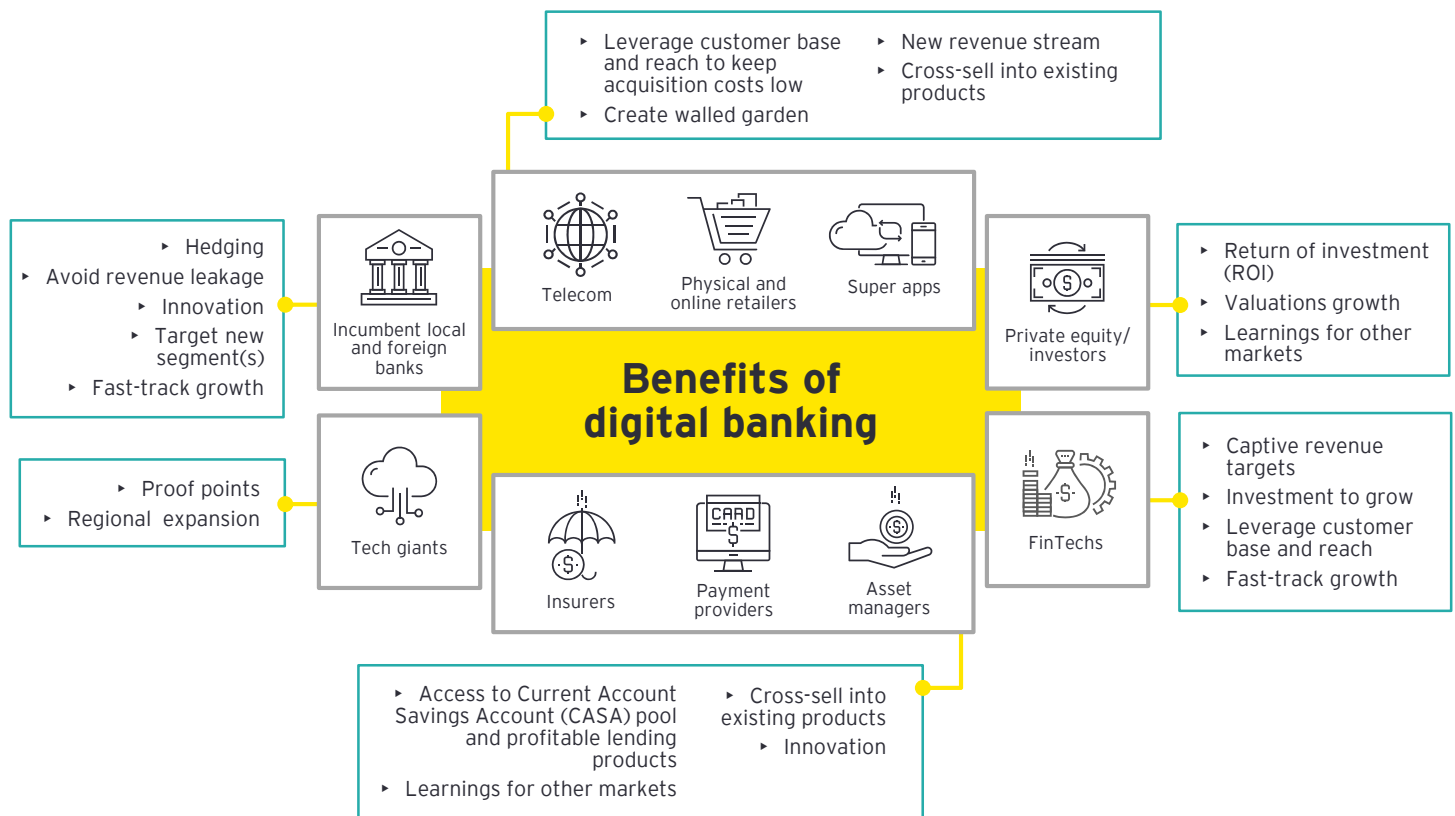 ▸ Leverage customer base
and reach to keep
acquisition costs low
▸ Create walled garden
▸ New revenue stream
▸ Cross-sell into existing
products
Telecom
Physical and
online retailers
Super apps
▸ Hedging
▸ Avoid revenue leakage
▸ Innovation
▸ Target new
segment(s)
▸ Fast-track growth
Incumbent local
and foreign
banks
Private equity/
investors
▸ Return of investment
(ROI)
▸ Valuations growth
▸ Learnings for other
markets
Benefits of
digital banking
▸ Proof points
▸ Regional expansion
Tech giants
FinTechs
▸ Captive revenue
targets
▸ Investment to grow
▸ Leverage customer
base and reach
▸ Fast-track growth
CARD
Insurers
Payment
providers
Asset
managers
▸ Access to Current Account
Savings Account (CASA) pool
and profitable lending
products
▸ Learnings for other markets
▸ Cross-sell into
existing products
▸ Innovation